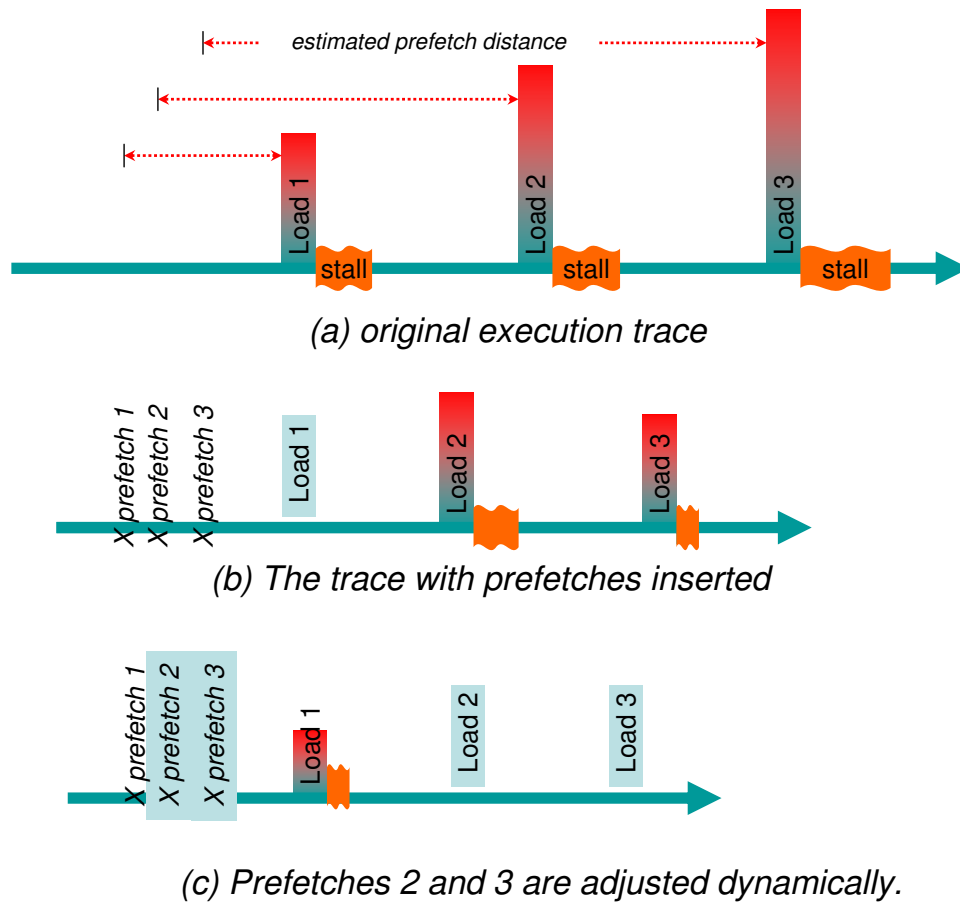 estimated prefetch distance
Load 1
Load 2
Load 3
stall
stall
stall
(a) original execution trace
X prefetch 1
X prefetch 2
X prefetch 3
Load 1
Load 2
Load 3
(b) The trace with prefetches inserted
X prefetch 1
X prefetch 2
X prefetch 3
Load 1
Load 2
Load 3
(c) Prefetches 2 and 3 are adjusted dynamically.